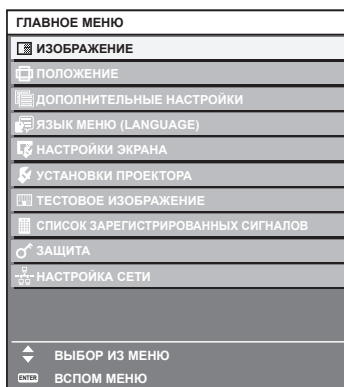 ГЛАВНОЕ МЕНЮ
ИЗОБРАЖЕНИЕ
ПОЛОЖЕНИЕ
ДОПОЛНИТЕЛЬНЫЕ НАСТРОЙКИ
ЯЗЫК МЕНЮ (LANGUAGE)
НАСТРОЙКИ ЭКРАНА
УСТАНОВКИ ПРОЕКТОРА
ТЕСТОВОЕ ИЗОБРАЖЕНИЕ
СПИСОК ЗАРЕГИСТРИРОВАННЫХ СИГНАЛОВ
ЗАЩИТА
НАСТРОЙКА СЕТИ
ВЫБОР ИЗ МЕНЮ
ENTER ВСПОМ МЕНЮ